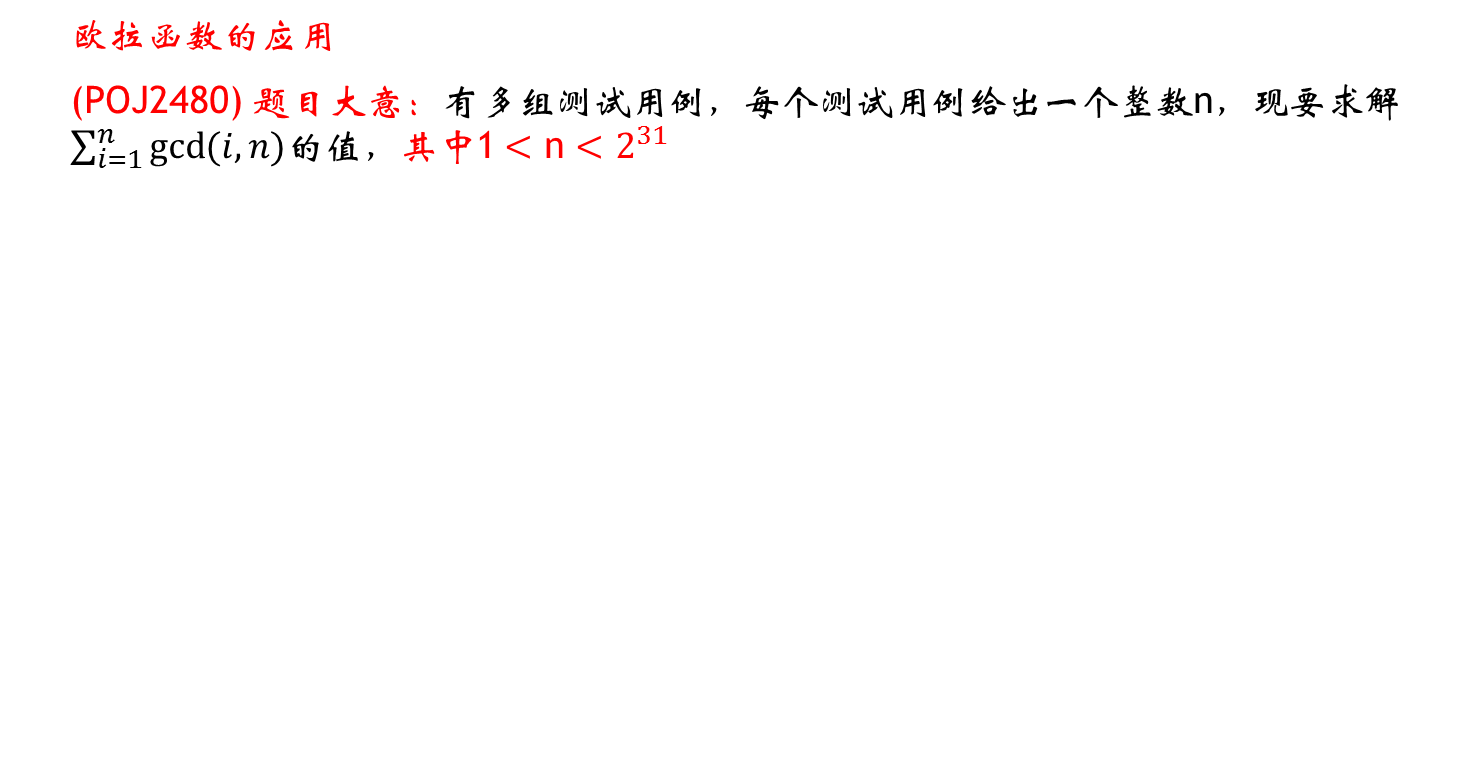 欧拉函数的应用
(POJ2480) 题目大意：有多组测试用例，每个测试用例给出一个整数n，现要求解
∑ⁿᵢ₌₁ gcd(i, n)的值，其中1 < n < 2³¹